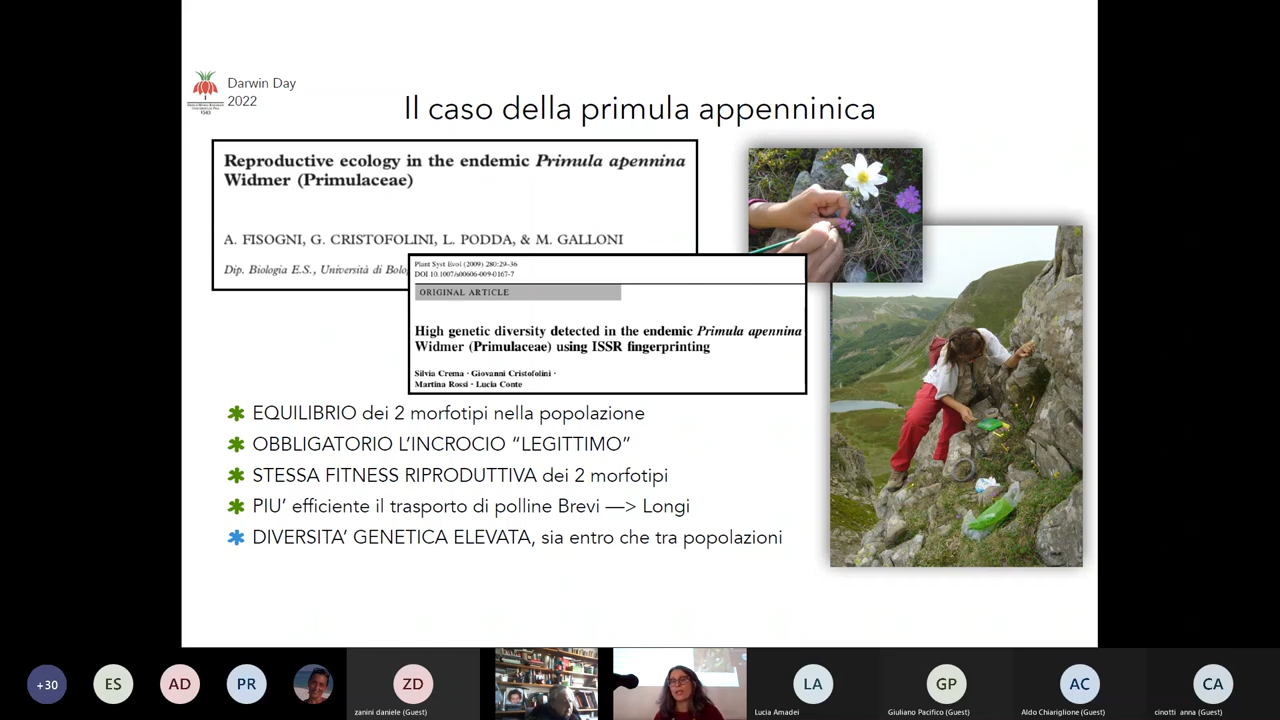 Darwin Day
2022
Il caso della primula appenninica
Reproductive ecology in the endemic Primula apennina
Widmer (Primulaceae)
A. FISOGNI, G. CRISTOFOLINI, L. PODDA, & M. GALLONI
Dip. Biologia E.S., Università di Bolo
Plant Syst Evol (2009) 280:29–36
DOI 10.1007/s00606-009-0167-7
ORIGINAL ARTICLE
High genetic diversity detected in the endemic Primula apennina
Widmer (Primulaceae) using ISSR fingerprinting
Silvia Crema · Giovanni Cristofolini ·
Martina Rossi · Lucia Conte
EQUILIBRIO dei 2 morfotipi nella popolazione
OBBLIGATORIO L'INCROCIO “LEGITTIMO”
STESSA FITNESS RIPRODUTTIVA dei 2 morfotipi
PIU' efficiente il trasporto di polline Brevi —> Longi
DIVERSITA' GENETICA ELEVATA, sia entro che tra popolazioni
+30
ES
AD
PR
ZD
zanini daniele (Guest)
LA
Lucia Amadei
GP
Giuliano Pacifico (Guest)
AC
Aldo Chiariglione (Guest)
CA
cinotti anna (Guest)